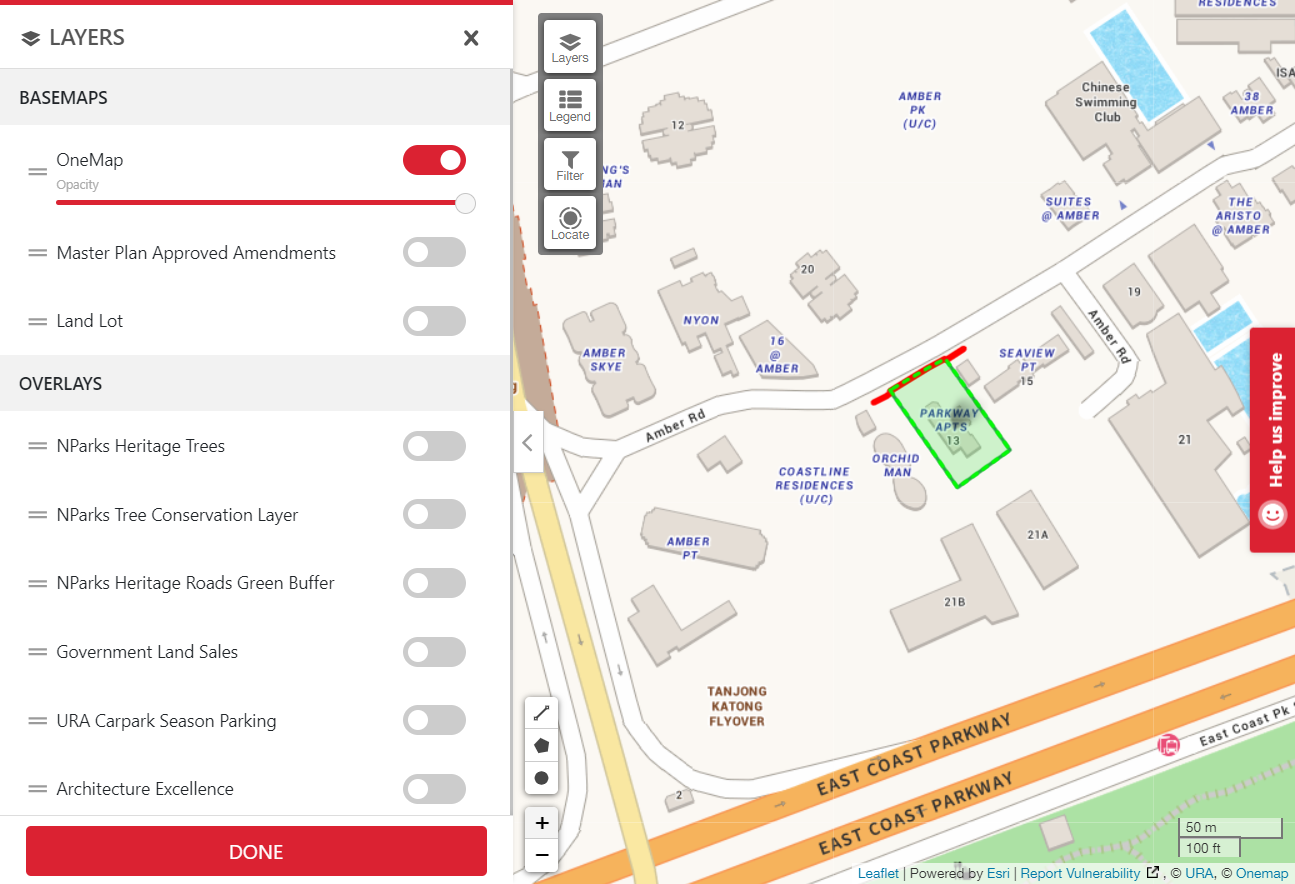 LAYERS
BASEMAPS
OneMap
Opacity
Master Plan Approved Amendments
Land Lot
OVERLAYS
NParks Heritage Trees
NParks Tree Conservation Layer
NParks Heritage Roads Green Buffer
Government Land Sales
URA Carpark Season Parking
Architecture Excellence
DONE
Layers
Legend
Filter
Locate
RESIDENCES
AMBER
PK
(U/C)
Chinese
Swimming
Club
ISA
38
AMBER
12
NG'S
IAN
SUITES
@ AMBER
THE
ARISTO
@ AMBER
20
19
NYON
16
@
AMBER
AMBER
SKYE
SEAVIEW
PT
15
Amber Rd
Amber Rd
PARKWAY
APTS
13
ORCHID
MAN
COASTLINE
RESIDENCES
(U/C)
21
AMBER
PT
21A
21B
TANJONG
KATONG
FLYOVER
EAST COAST PARKWAY
EAST COAST PARKWAY
East Coast Pk
2
Help us improve
+
−
50 m
100 ft
Leaflet | Powered by Esri | Report Vulnerability , © URA, © Onemap